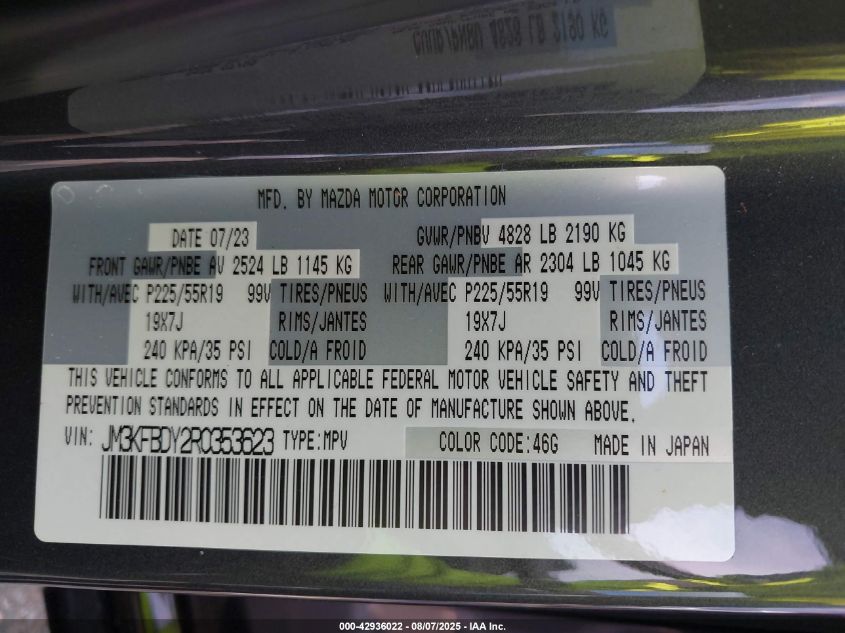 MFD. BY MAZDA MOTOR CORPORATION
DATE 07/23 GVWR/PNBV 4828 LB 2190 KG
FRONT GAWR/PNBE AV 2524 LB 1145 KG REAR GAWR/PNBE AR 2304 LB 1045 KG
WITH/AVEC P225/55R19 99V TIRES/PNEUS WITH/AVEC P225/55R19 99V TIRES/PNEUS
19X7J RIMS/JANTES 19X7J RIMS/JANTES
240 KPA/35 PSI COLD/A FROID 240 KPA/35 PSI COLD/A FROID
THIS VEHICLE CONFORMS TO ALL APPLICABLE FEDERAL MOTOR VEHICLE SAFETY AND THEFT
PREVENTION STANDARDS IN EFFECT ON THE DATE OF MANUFACTURE SHOWN ABOVE.
VIN: JM3KFBDY2R0353623 TYPE:MPV COLOR CODE:46G MADE IN JAPAN
000-42936022 - 08/07/2025 - IAA Inc.